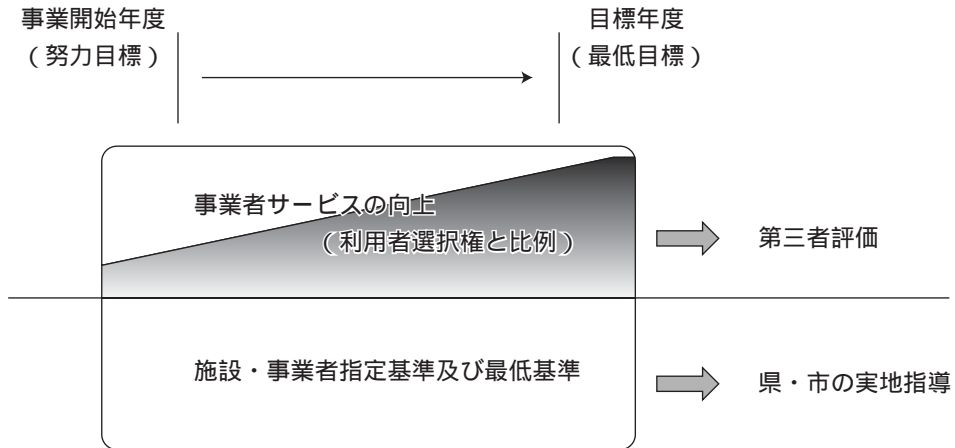 事業開始年度
（努力目標）
目標年度
（最低目標）
事業者サービスの向上
（利用者選択権と比例）
第三者評価
施設・事業者指定基準及び最低基準
県・市の実地指導